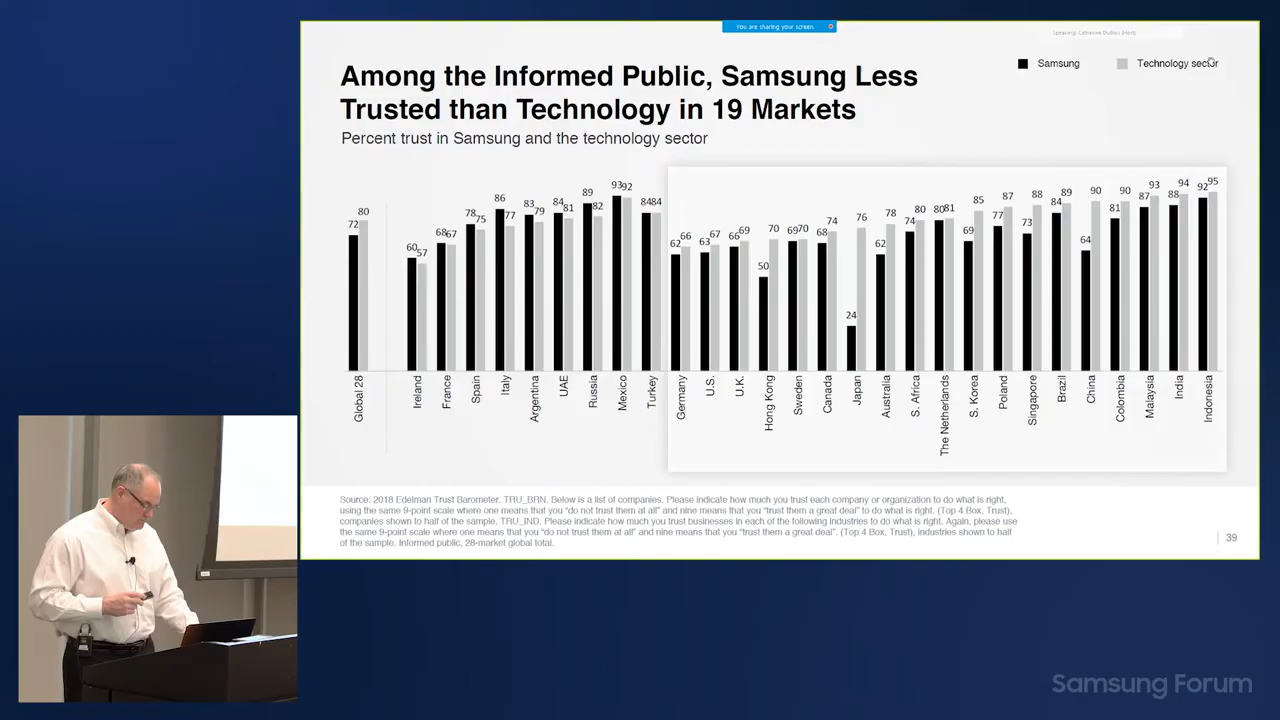 You are sharing your screen.
Speaking: Catherine DuBois (Host)
Samsung
Technology sector
Among the Informed Public, Samsung Less
Trusted than Technology in 19 Markets
Percent trust in Samsung and the technology sector
72 80 60 57 68 67 78 75 86 77 83 79 84 81 89 82 93 92 84 84 62 66 63 67 66 69 50 70 69 70 68 74 24 76 62 78 74 80 80 81 69 85 77 87 73 88 84 89 64 90 81 90 87 93 88 94 92 95
Global 28
Ireland
France
Spain
Italy
Argentina
UAE
Russia
Mexico
Turkey
Germany
U.S.
U.K.
Hong Kong
Sweden
Canada
Japan
Australia
S. Africa
The Netherlands
S. Korea
Poland
Singapore
Brazil
China
Colombia
Malaysia
India
Indonesia
Source: 2018 Edelman Trust Barometer. TRU_BRN. Below is a list of companies. Please indicate how much you trust each company or organization to do what is right,
using the same 9-point scale where one means that you “do not trust them at all” and nine means that you “trust them a great deal” to do what is right. (Top 4 Box, Trust),
companies shown to half of the sample. TRU_IND. Please indicate how much you trust businesses in each of the following industries to do what is right. Again, please use
the same 9-point scale where one means that you “do not trust them at all” and nine means that you “trust them a great deal”. (Top 4 Box, Trust), industries shown to half
of the sample. Informed public, 28-market global total.
39
Samsung Forum